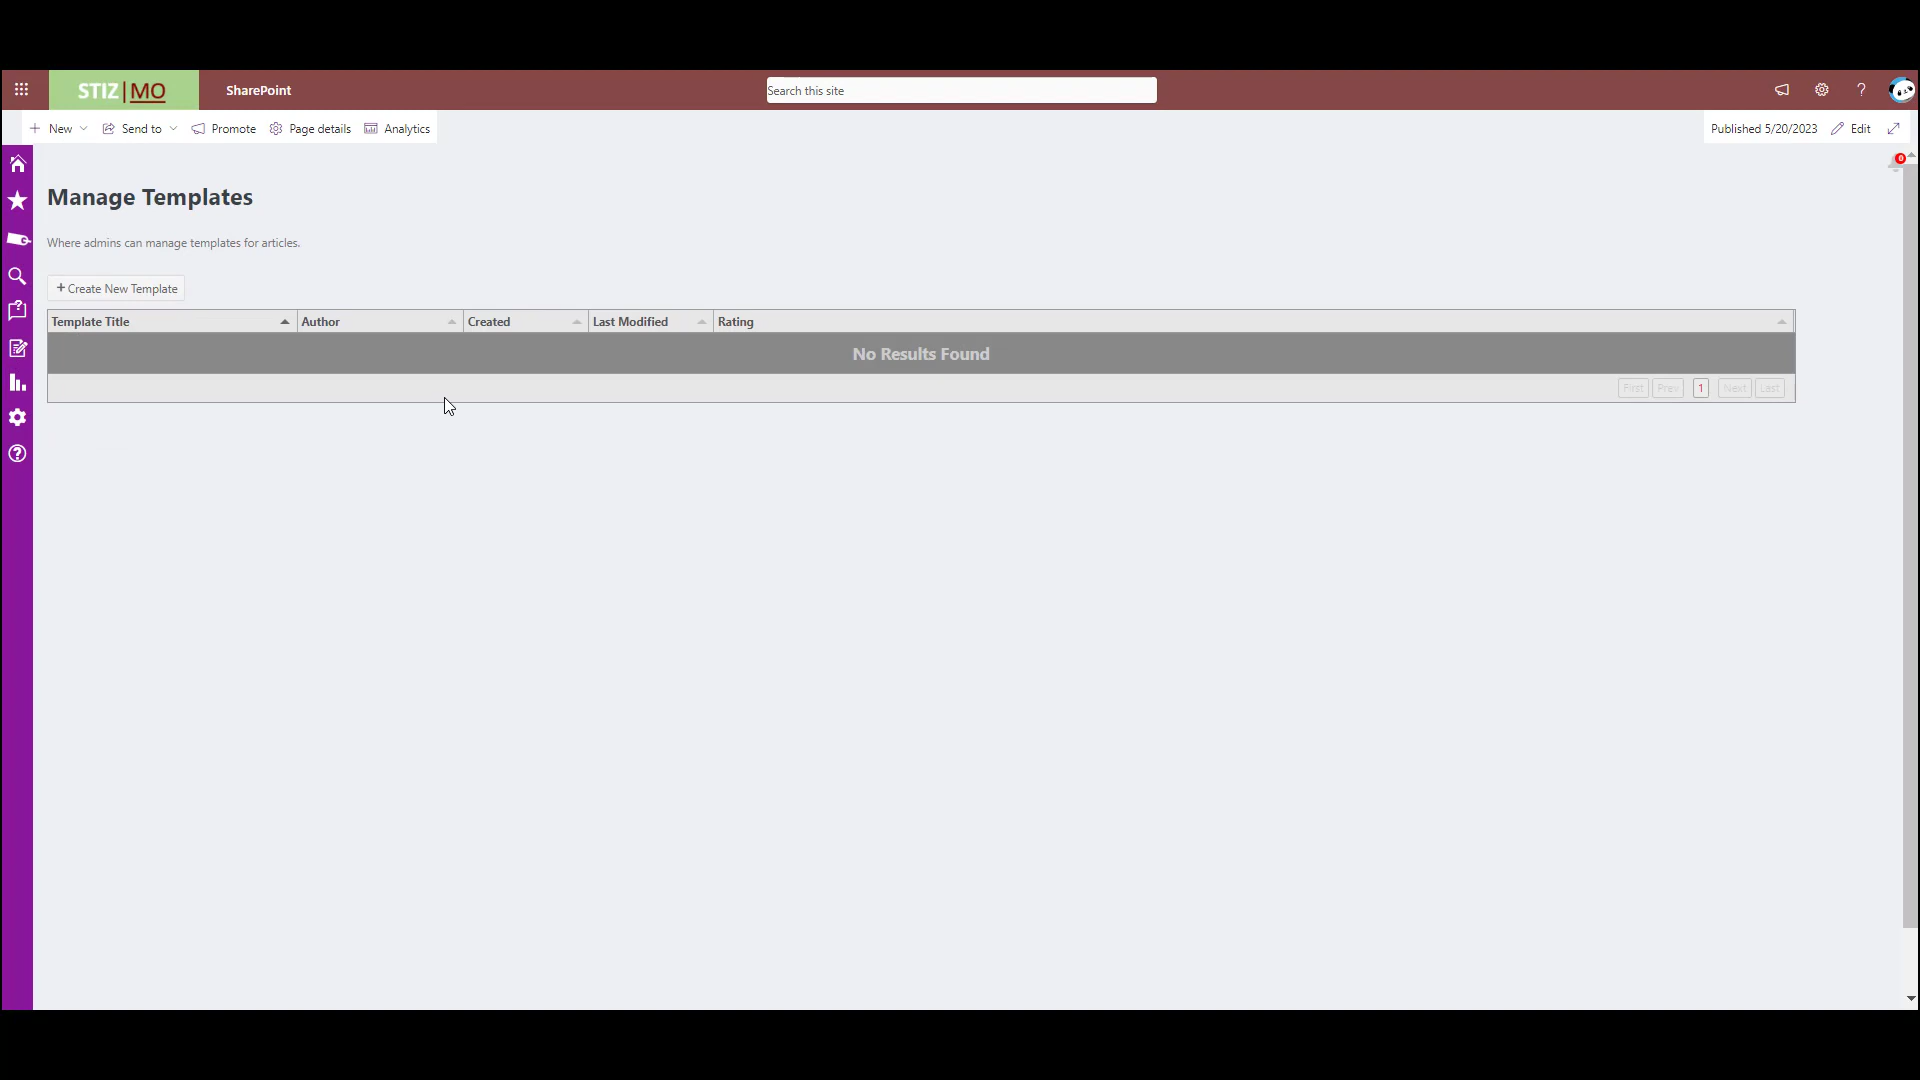 STIZ|MO SharePoint Search this site ?
New Send to Promote Page details Analytics Published 5/20/2023 Edit
0
Manage Templates
Where admins can manage templates for articles.
+ Create New Template
Template Title Author Created Last Modified Rating
No Results Found
First Prev 1 Next Last